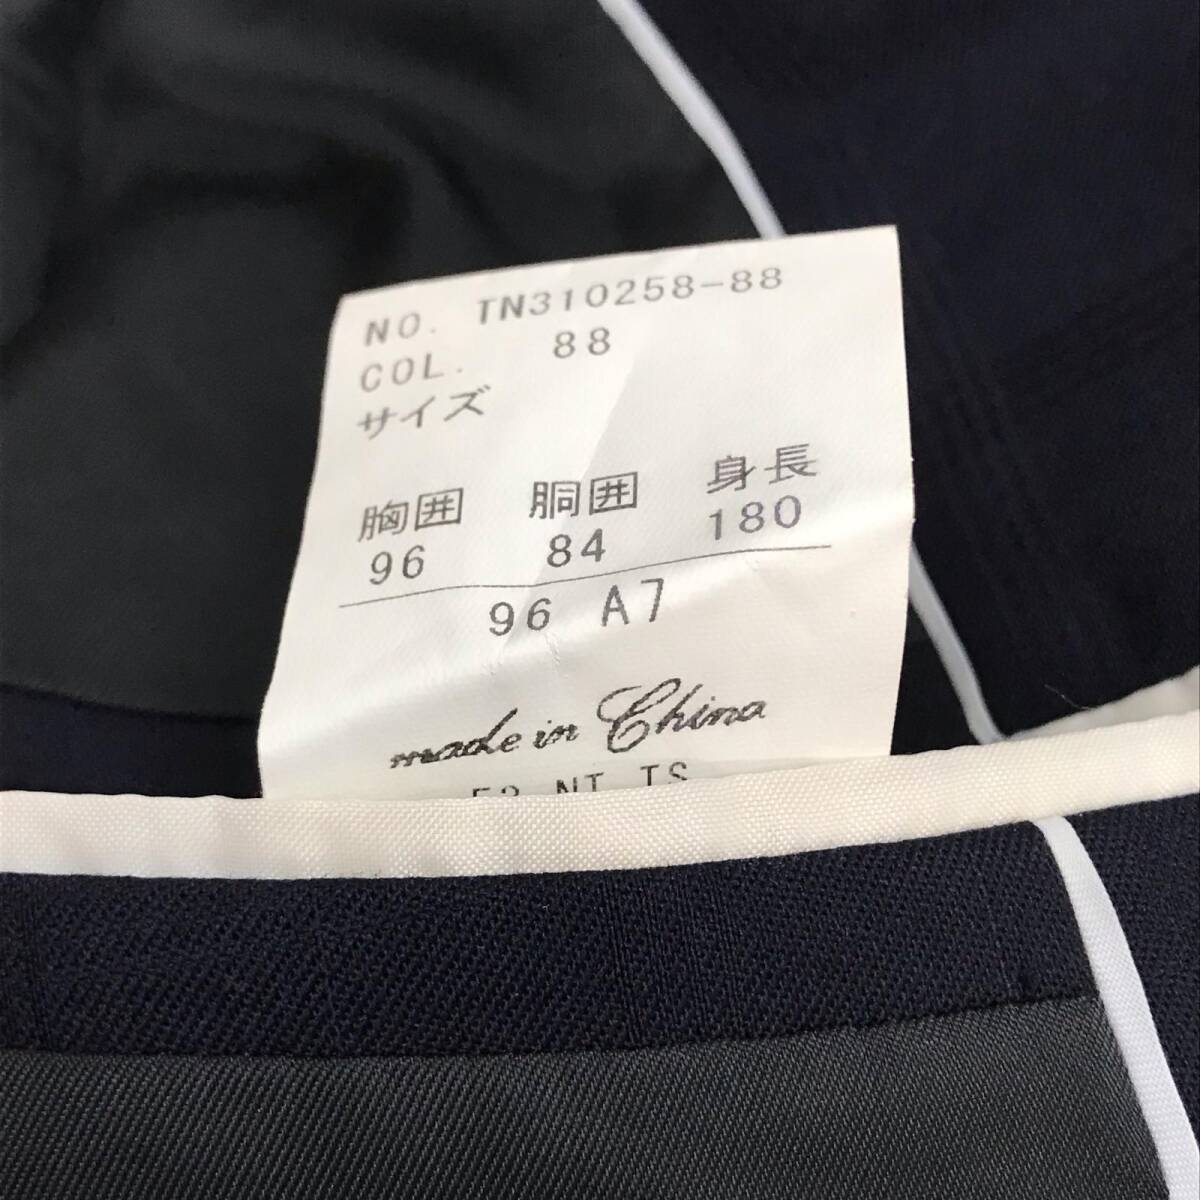 NO. TN310258-88
COL. 88
サイズ
胸囲 胴囲 身長
96 84 180
96 A7
made in China